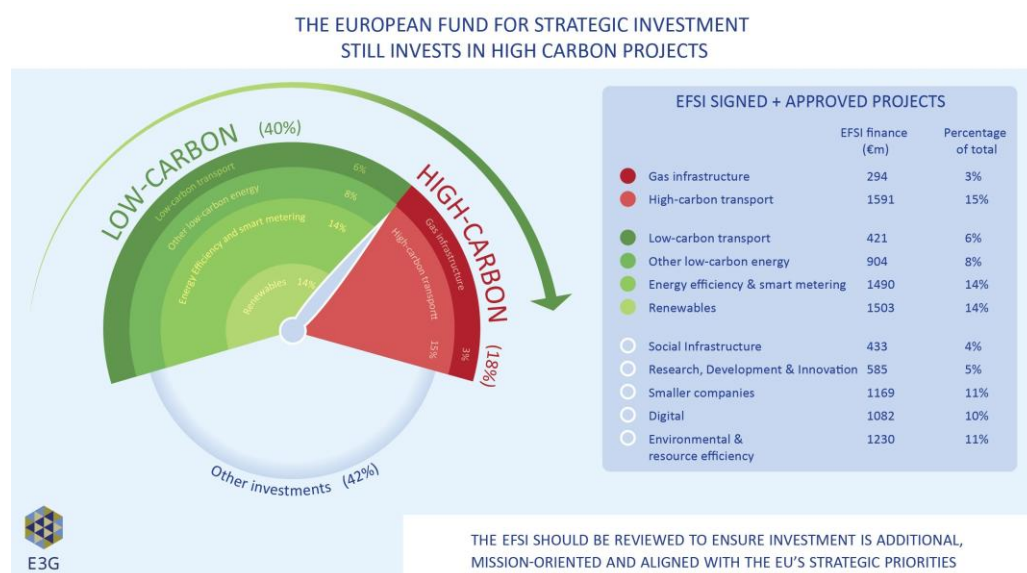 THE EUROPEAN FUND FOR STRATEGIC INVESTMENT
STILL INVESTS IN HIGH CARBON PROJECTS
LOW-CARBON (40%)
Low-carbon transport 6%
Other low-carbon energy 8%
Energy Efficiency and smart metering 14%
Renewables 14%
HIGH-CARBON (18%)
Gas infrastructure 3%
High-carbon transportt 15%
Other investments (42%)
EFSI SIGNED + APPROVED PROJECTS
EFSI finance Percentage
(€m) of total
Gas infrastructure 294 3%
High-carbon transport 1591 15%
Low-carbon transport 421 6%
Other low-carbon energy 904 8%
Energy efficiency & smart metering 1490 14%
Renewables 1503 14%
Social Infrastructure 433 4%
Research, Development & Innovation 585 5%
Smaller companies 1169 11%
Digital 1082 10%
Environmental & 1230 11%
resource efficiency
E3G
THE EFSI SHOULD BE REVIEWED TO ENSURE INVESTMENT IS ADDITIONAL,
MISSION-ORIENTED AND ALIGNED WITH THE EU'S STRATEGIC PRIORITIES